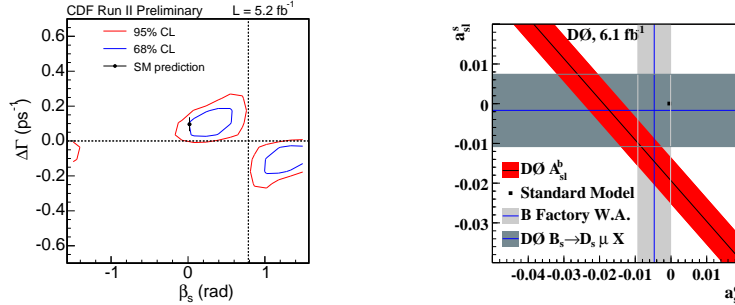 CDF Run II Preliminary L = 5.2 fb⁻¹
95% CL
68% CL
SM prediction
ΔΓ (ps⁻¹)
0.6
0.4
0.2
0.0
-0.2
-0.4
-0.6
-1 0 1
βₛ (rad)
DØ, 6.1 fb⁻¹
aˢₛₗ
0.01
0
-0.01
-0.02
-0.03
DØ Aᵇₛₗ
Standard Model
B Factory W.A.
DØ Bₛ→Dₛ μ X
-0.04 -0.03 -0.02 -0.01 0 0.01